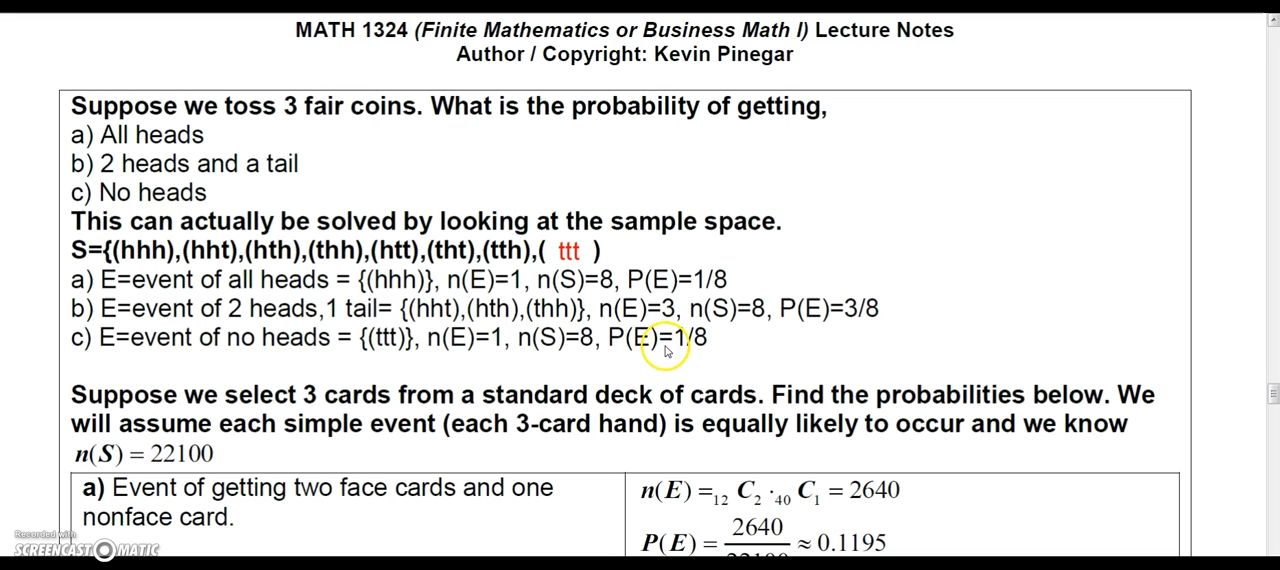 MATH 1324 (Finite Mathematics or Business Math I) Lecture Notes
Author / Copyright: Kevin Pinegar
Suppose we toss 3 fair coins. What is the probability of getting,
a) All heads
b) 2 heads and a tail
c) No heads
This can actually be solved by looking at the sample space.
S={(hhh),(hht),(hth),(thh),(htt),(tht),(tth),( ttt )
a) E=event of all heads = {(hhh)}, n(E)=1, n(S)=8, P(E)=1/8
b) E=event of 2 heads,1 tail= {(hht),(hth),(thh)}, n(E)=3, n(S)=8, P(E)=3/8
c) E=event of no heads = {(ttt)}, n(E)=1, n(S)=8, P(E)=1/8
Suppose we select 3 cards from a standard deck of cards. Find the probabilities below. We
will assume each simple event (each 3-card hand) is equally likely to occur and we know
n(S) = 22100
a) Event of getting two face cards and one
nonface card.
n(E) =₁₂ C₂ ·₄₀ C₁ = 2640
P(E) = 2640/22100 ≈ 0.1195
Recorded with
SCREENCAST O MATIC